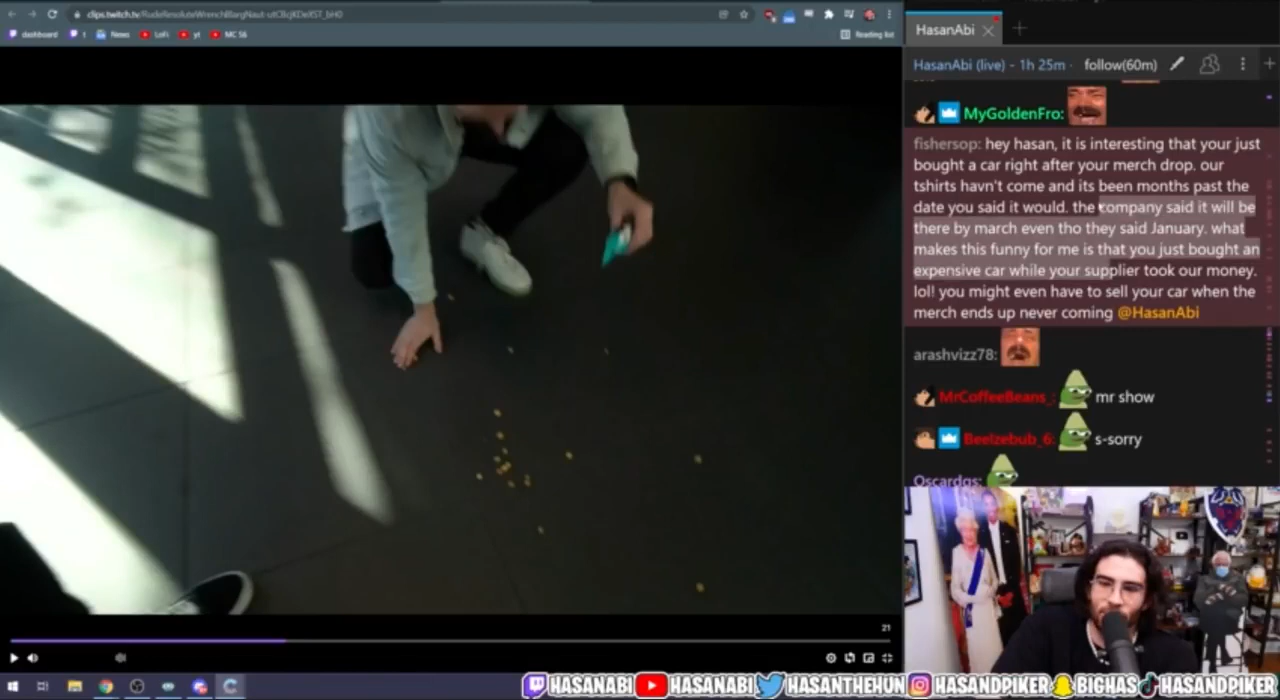 clips.twitch.tv/RudeResoluteWrenchBlargNaut-utCBcjKDeIfST_bH0
dashboard t News LoFi yt MC 56 Reading list
HasanAbi
HasanAbi (live) - 1h 25m · follow(60m)
MyGoldenFro:
fishersop: hey hasan, it is interesting that your just
bought a car right after your merch drop. our
tshirts havn't come and its been months past the
date you said it would. the company said it will be
there by march even tho they said January. what
makes this funny for me is that you just bought an
expensive car while your supplier took our money.
lol! you might even have to sell your car when the
merch ends up never coming @HasanAbi
arashvizz78:
MrCoffeeBeans_: mr show
Beelzebub_6: s-sorry
Oscardgs:
21
HASANABI HASANABI HASANTHEHUN HASANDPIKER BIGHAS HASANDPIKER